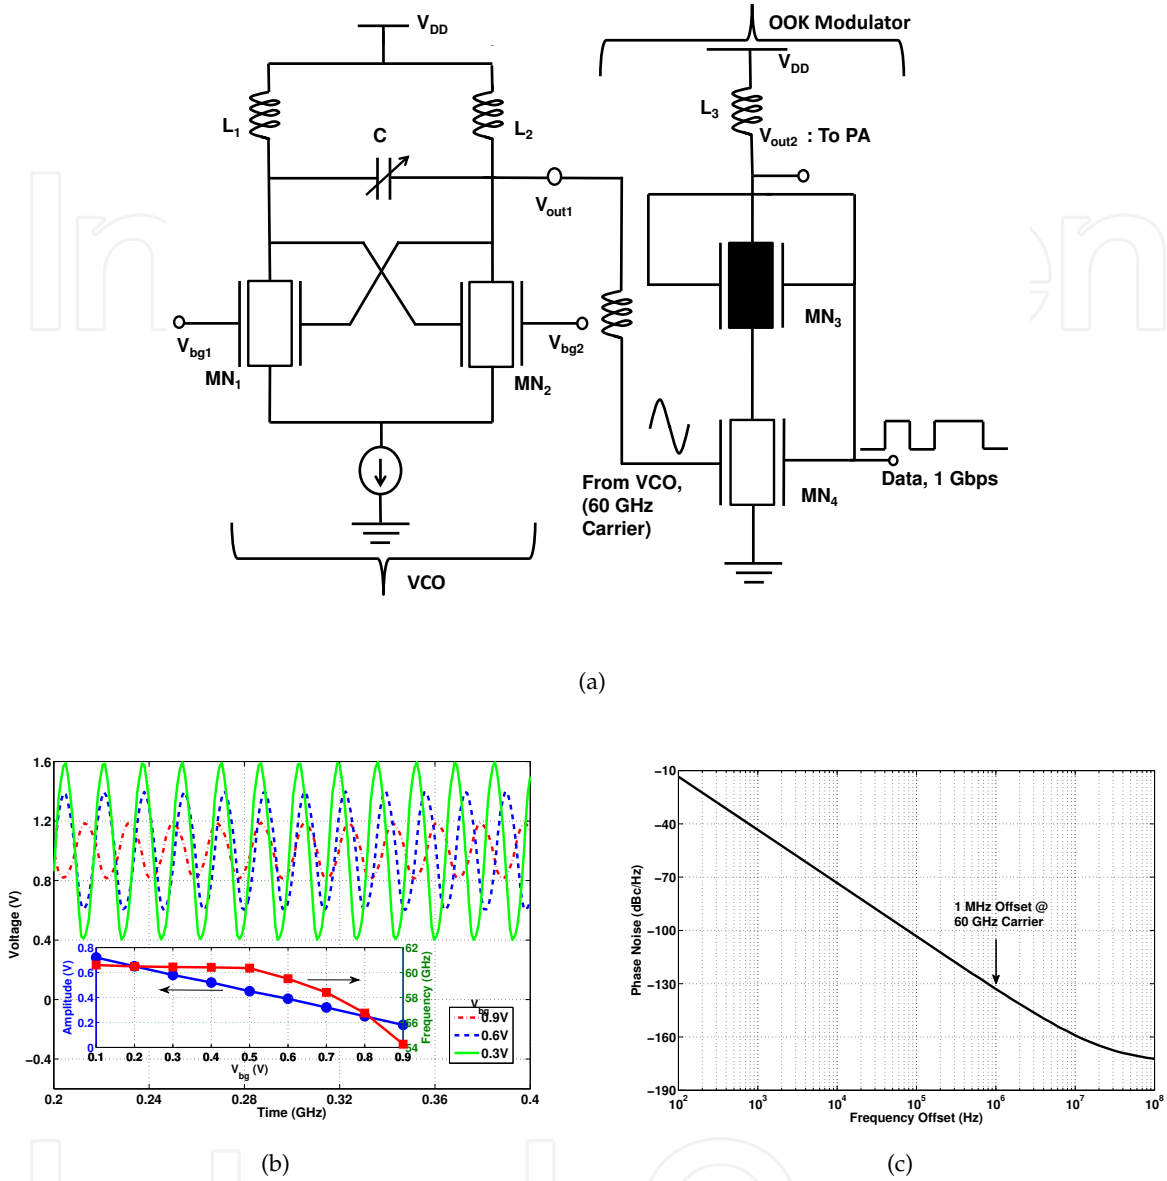 OOK Modulator
V_DD
V_DD
L_1
L_2
L_3
C
V_out2 : To PA
V_out1
V_bg1
V_bg2
MN_1
MN_2
MN_3
MN_4
From VCO,
(60 GHz
Carrier)
Data, 1 Gbps
VCO
(a)
1.6
1.2
0.8
0.4
0
−0.4
Voltage (V)
0.2 0.24 0.28 0.32 0.36 0.4
Time (GHz)
0.8
0.6
0.4
0.2
0
Amplitude (V)
62
60
58
56
54
Frequency (GHz)
0.1 0.2 0.3 0.4 0.5 0.6 0.7 0.8 0.9
V_bg (V)
V_bg
0.9V
0.6V
0.3V
(b)
−10
−40
−70
−100
−130
−160
−190
Phase Noise (dBc/Hz)
1 MHz Offset @
60 GHz Carrier
10^2 10^3 10^4 10^5 10^6 10^7 10^8
Frequency Offset (Hz)
(c)